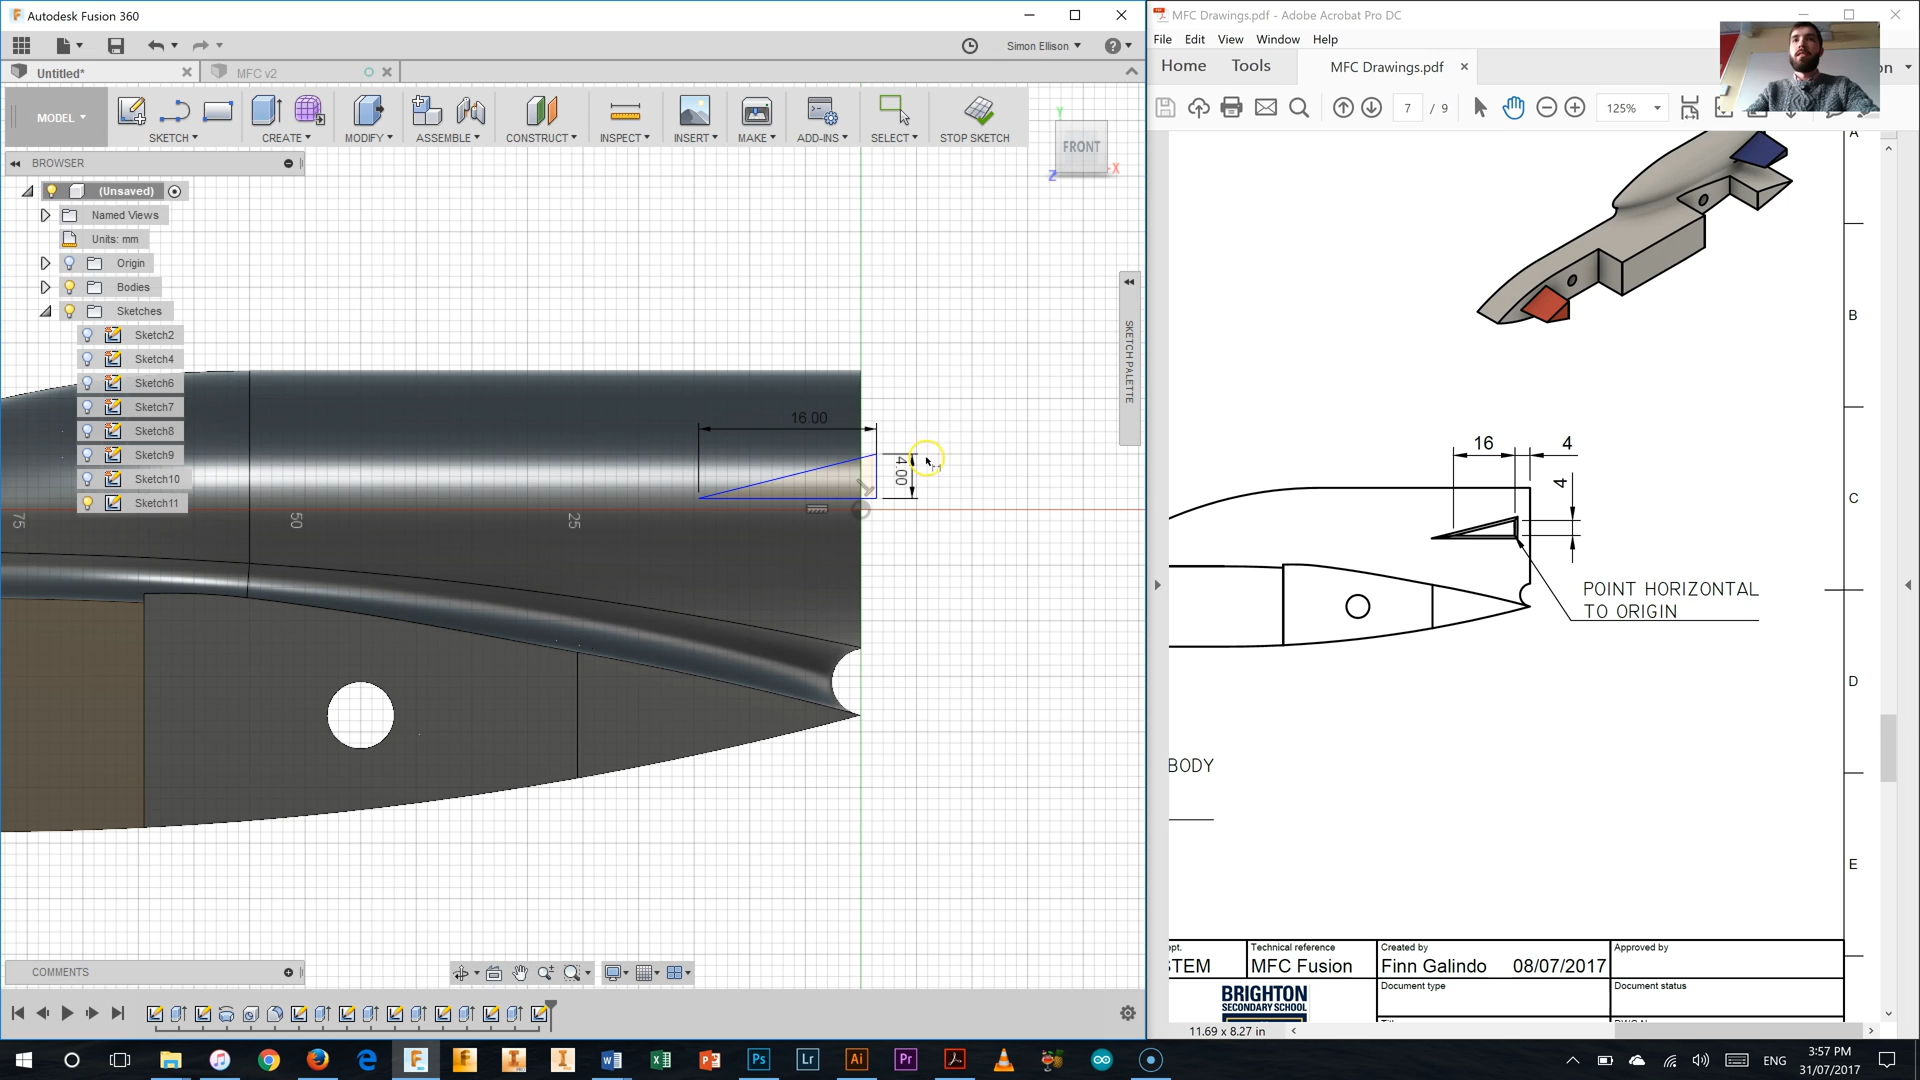 Autodesk Fusion 360
Simon Ellison
Untitled*
MFC v2
MODEL
SKETCH
CREATE
MODIFY
ASSEMBLE
CONSTRUCT
INSPECT
INSERT
MAKE
ADD-INS
SELECT
STOP SKETCH
BROWSER
(Unsaved)
Named Views
Units: mm
Origin
Bodies
Sketches
Sketch2
Sketch4
Sketch6
Sketch7
Sketch8
Sketch9
Sketch10
Sketch11
FRONT
Y
X
Z
SKETCH PALETTE
16.00
4.00
75
50
25
COMMENTS
MFC Drawings.pdf - Adobe Acrobat Pro DC
File Edit View Window Help
Home Tools MFC Drawings.pdf
7 / 9
125%
A
B
C
D
E
16
4
4
POINT HORIZONTAL
TO ORIGIN
BODY
pt.
STEM
Technical reference
MFC Fusion
Created by
Finn Galindo 08/07/2017
Approved by
Document type
Document status
BRIGHTON
SECONDARY SCHOOL
11.69 x 8.27 in
ENG
3:57 PM
31/07/2017